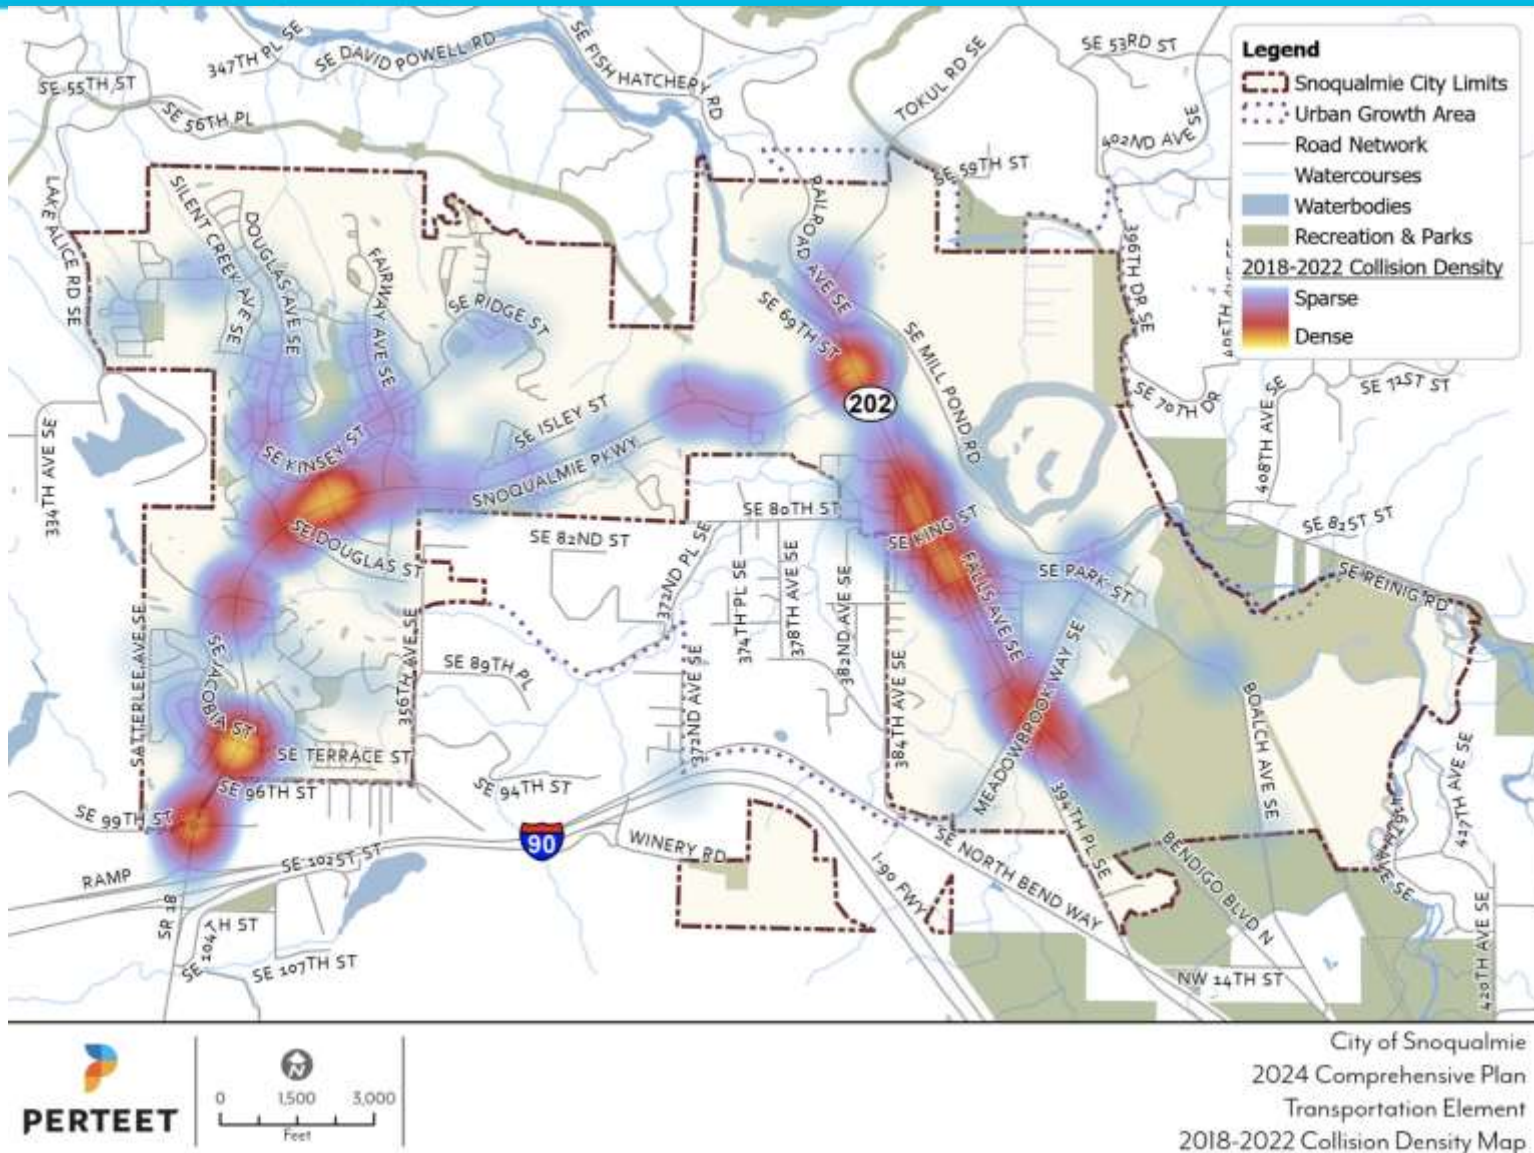 347TH PL SE
SE DAVID POWELL RD
SE FISH HATCHERY RD
TOKUL RD SE
SE 53RD ST
SE 55TH ST
SE 56TH PL
402ND AVE SE
SE 59TH ST
Legend
Snoqualmie City Limits
Urban Growth Area
Road Network
Watercourses
Waterbodies
Recreation & Parks
2018-2022 Collision Density
Sparse
Dense
LAKE ALICE RD SE
SILENT CREEK AVE SE
DOUGLAS AVE SE
FAIRWAY AVE SE
SE RIDGE ST
RAILROAD AVE SE
SE 69TH ST
SE MILL POND RD
396TH DR SE
SE 70TH DR
SE 72ST ST
408TH AVE SE
334TH AVE SE
202
SE KINSEY ST
SE ISLEY ST
SNOQUALMIE PKWY
SE 80TH ST
SE KING ST
SE DOUGLAS ST
SE 82ND ST
372ND PL SE
374TH PL SE
378TH AVE SE
382ND AVE SE
FALLS AVE SE
SE PARK ST
SE 82ST ST
SE REINIG RD
SATTERLEE AVE SE
SE JACOBIA ST
356TH AVE SE
SE 89TH PL
372ND AVE SE
384TH AVE SE
MEADOWBROOK WAY SE
BOALCH AVE SE
SE TERRACE ST
SE 96TH ST
SE 94TH ST
SE 99TH ST
394TH PL SE
417TH AVE SE
90
WINERY RD
SE NORTH BEND WAY
BENDIGO BLVD N
I-90 FWY
RAMP
SE 102ST ST
SR 18
SE 104TH ST
SE 107TH ST
NW 14TH ST
420TH AVE SE
PERTEET
N
0 1,500 3,000
Feet
City of Snoqualmie
2024 Comprehensive Plan
Transportation Element
2018-2022 Collision Density Map